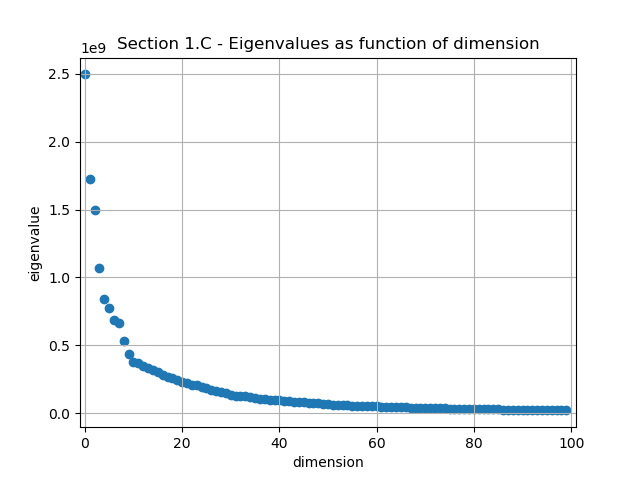 Section 1.C - Eigenvalues as function of dimension
1e9
2.5
2.0
1.5
1.0
0.5
0.0
eigenvalue
0 20 40 60 80 100
dimension